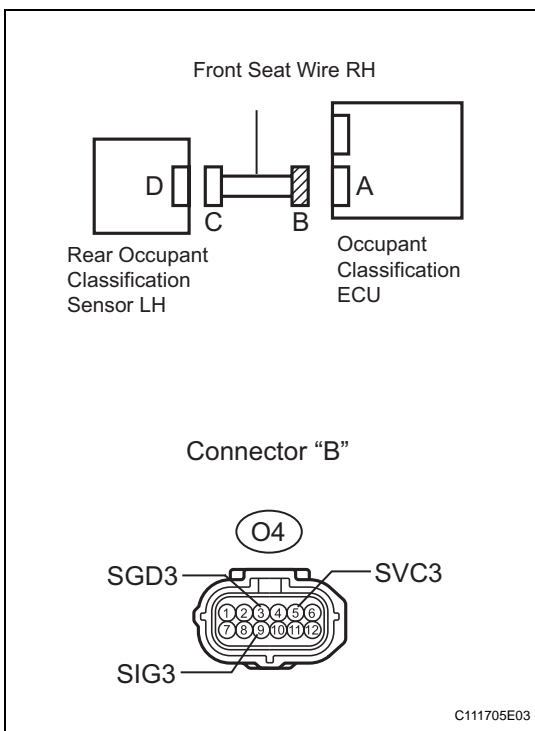 Front Seat Wire RH
D
C
B
A
Rear Occupant
Classification
Sensor LH
Occupant
Classification
ECU
Connector “B”
O4
SGD3
SVC3
1 2 3 4 5 6
7 8 9 10 11 12
SIG3
C111705E03